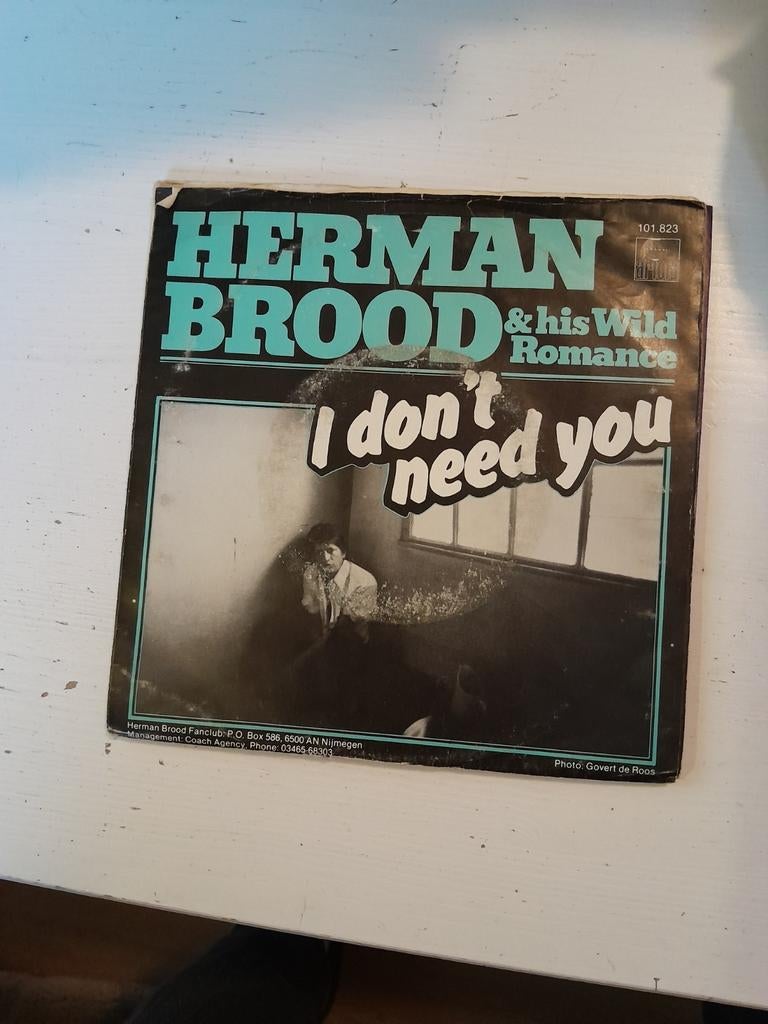 HERMAN
BROOD & his Wild
Romance
101.823
ariola
I don't
need you
Herman Brood Fanclub: P.O. Box 586, 6500 AN Nijmegen
Management: Coach Agency, Phone: 03465-68303
Photo: Govert de Roos